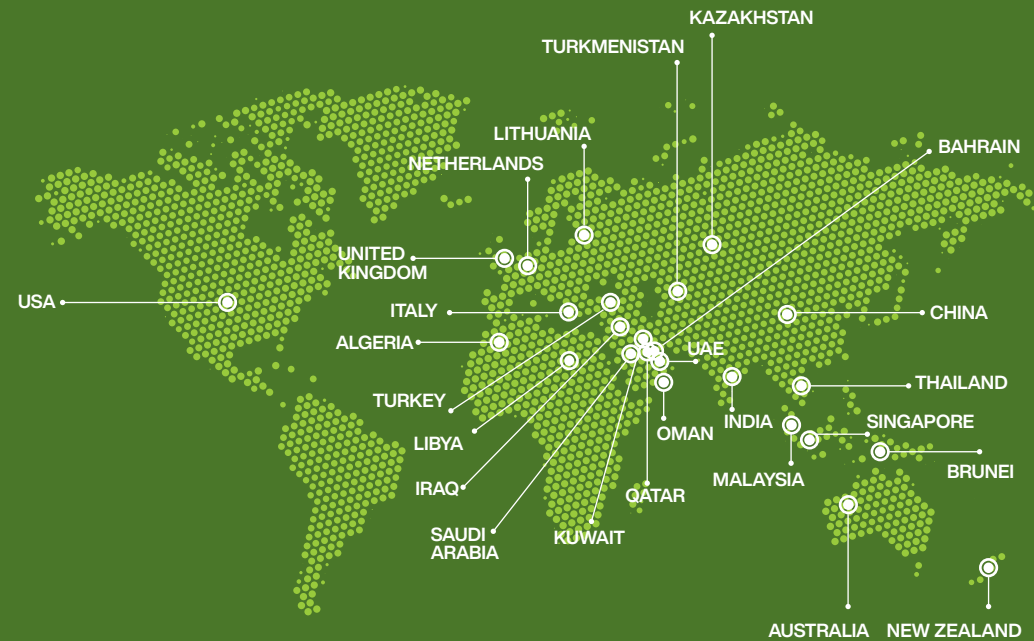 KAZAKHSTAN
TURKMENISTAN
LITHUANIA
BAHRAIN
NETHERLANDS
UNITED
KINGDOM
USA
ITALY
CHINA
ALGERIA
UAE
THAILAND
TURKEY
INDIA
SINGAPORE
OMAN
LIBYA
BRUNEI
MALAYSIA
IRAQ
QATAR
SAUDI
ARABIA
KUWAIT
AUSTRALIA
NEW ZEALAND